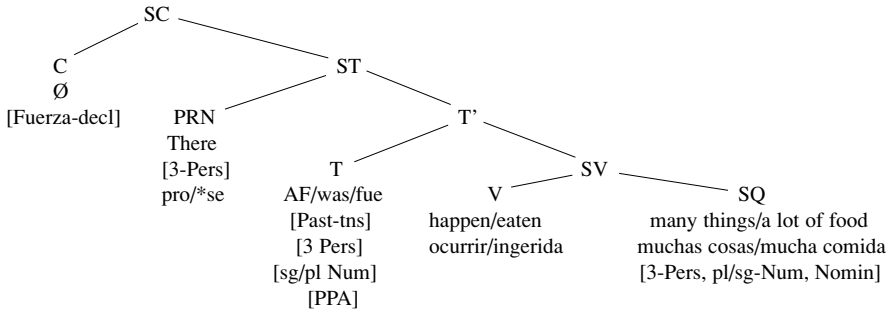 SC
C
Ø
[Fuerza-decl]
ST
PRN
There
[3-Pers]
pro/*se
T’
T
AF/was/fue
[Past-tns]
[3 Pers]
[sg/pl Num]
[PPA]
SV
V
happen/eaten
ocurrir/ingerida
SQ
many things/a lot of food
muchas cosas/mucha comida
[3-Pers, pl/sg-Num, Nomin]